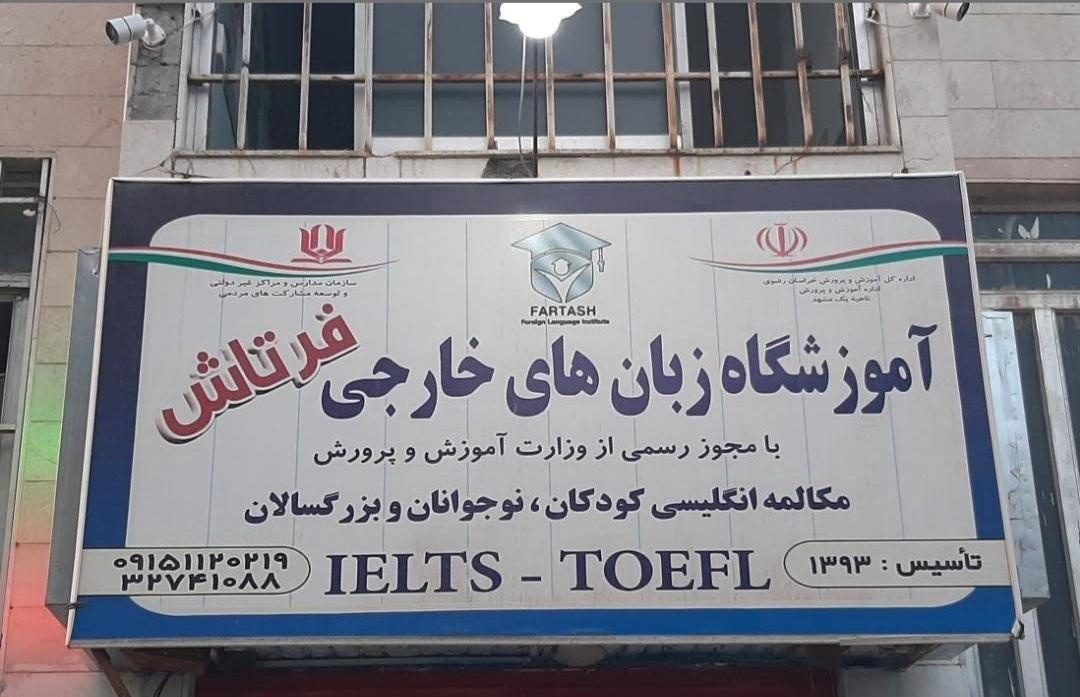 اداره کل آموزش و پرورش خراسان رضوی
اداره آموزش و پرورش
ناحیه یک مشهد
سازمان مدارس و مراکز غیر دولتی
و توسعه مشارکت های مردمی
FARTASH
Foreign Language Institute
آموزشگاه زبان های خارجی فرتاش
با مجوز رسمی از وزارت آموزش و پرورش
مکالمه انگلیسی کودکان، نوجوانان و بزرگسالان
تأسیس : ۱۳۹۳
IELTS - TOEFL
۰۹۱۵۱۱۲۰۲۱۹
۳۲۷۴۱۰۸۸